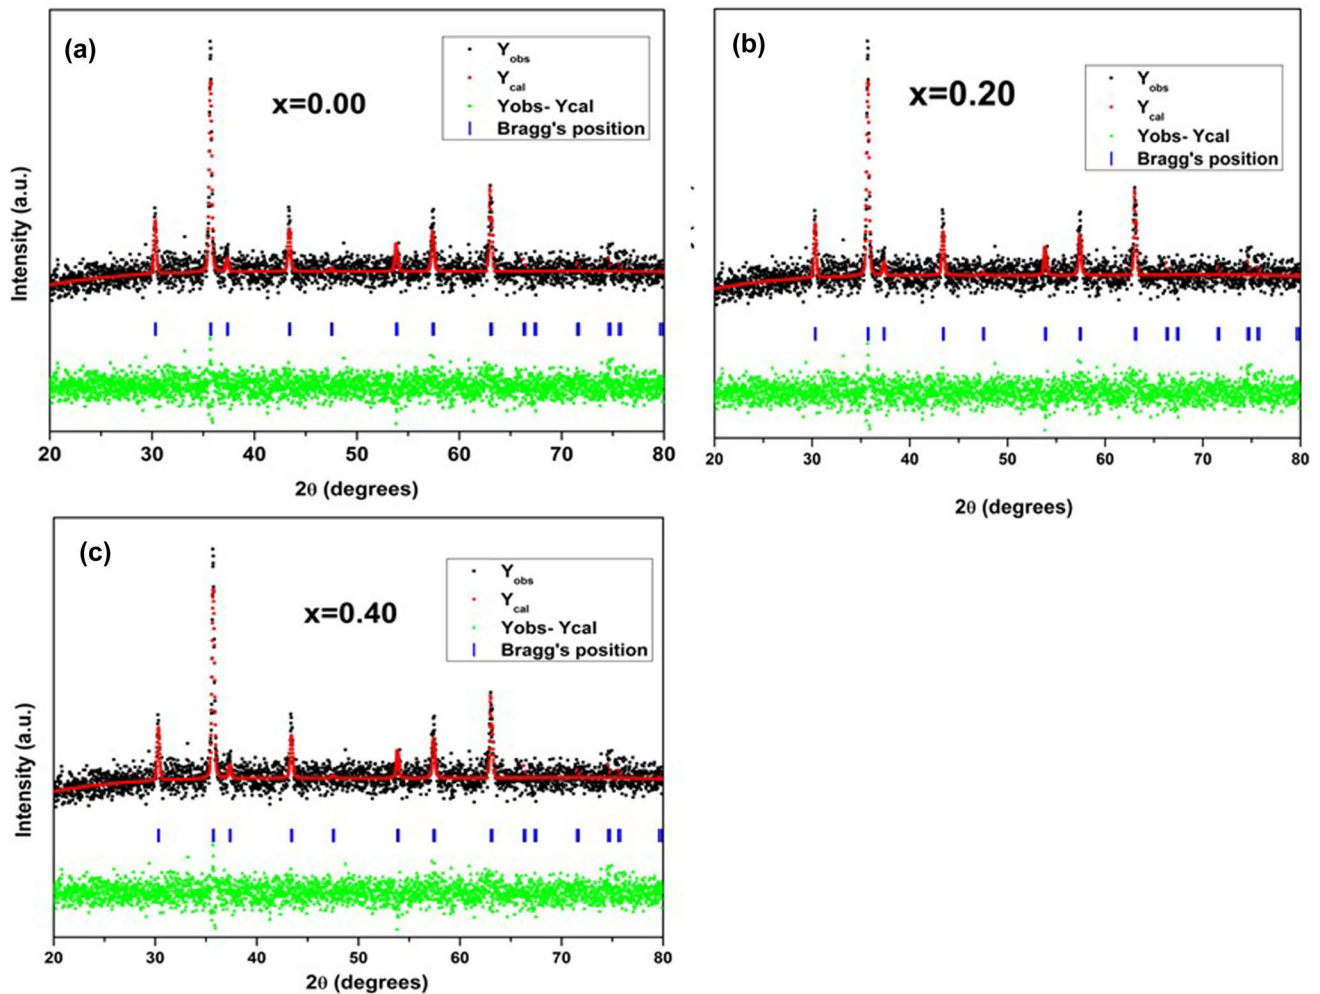 (a)
x=0.00
Yobs
Ycal
Yobs- Ycal
Bragg's position
Intensity (a.u.)
20 30 40 50 60 70 80
2θ (degrees)
(b)
x=0.20
Yobs
Ycal
Yobs- Ycal
Bragg's position
20 30 40 50 60 70 80
2θ (degrees)
(c)
x=0.40
Yobs
Ycal
Yobs- Ycal
Bragg's position
Intensity (a.u.)
20 30 40 50 60 70 80
2θ (degrees)